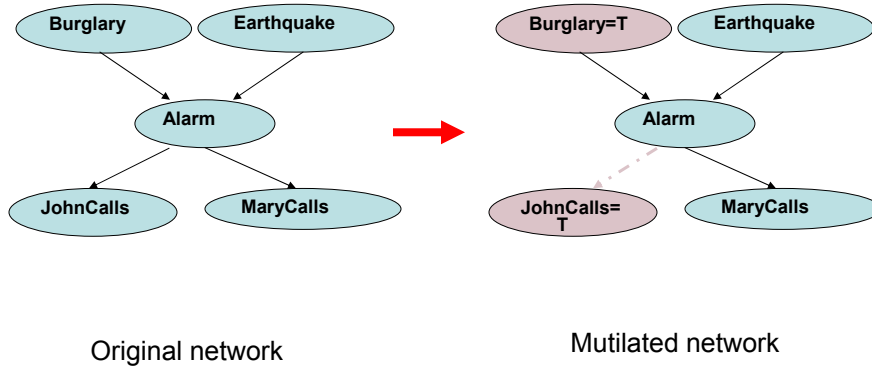 Burglary
Earthquake
Alarm
JohnCalls
MaryCalls
Original network
Burglary=T
Earthquake
Alarm
JohnCalls=
T
MaryCalls
Mutilated network